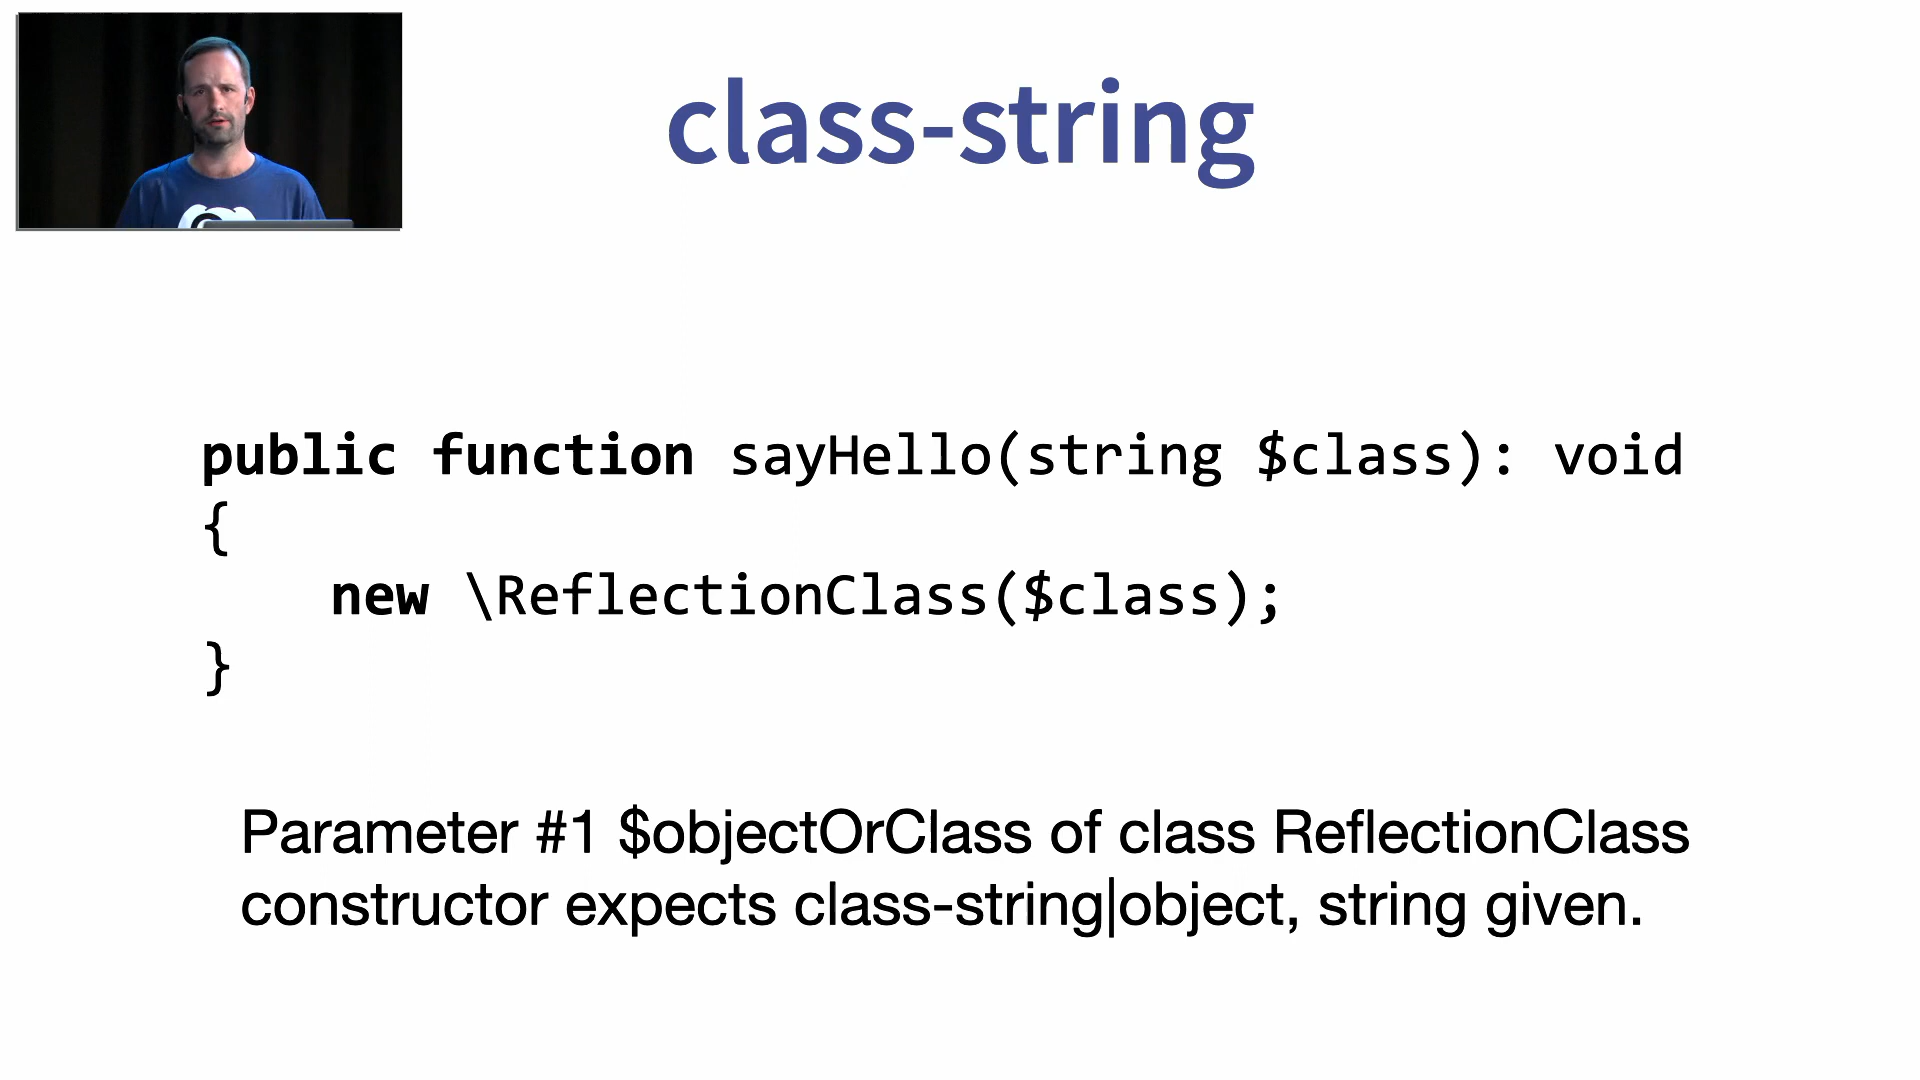 class-string
public function sayHello(string $class): void
{
new \ReflectionClass($class);
}
Parameter #1 $objectOrClass of class ReflectionClass
constructor expects class-string|object, string given.